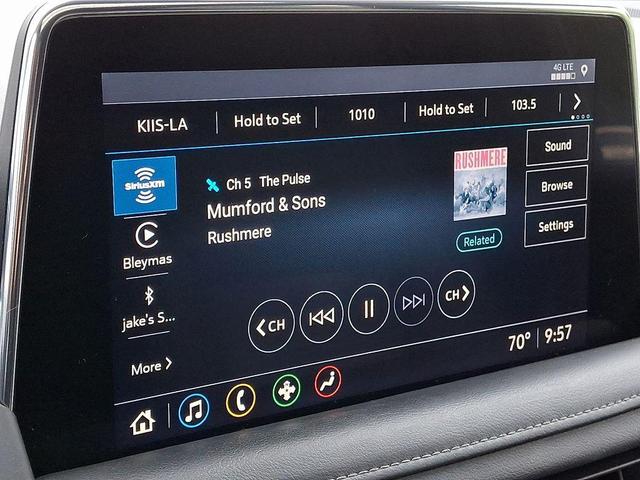 4G LTE
KIIS-LA
Hold to Set
1010
Hold to Set
103.5
SiriusXM
Ch 5 The Pulse
Mumford & Sons
Rushmere
RUSHMERE
Related
Sound
Browse
Settings
Bleymas
jake's S...
More
CH
CH
70°
9:57